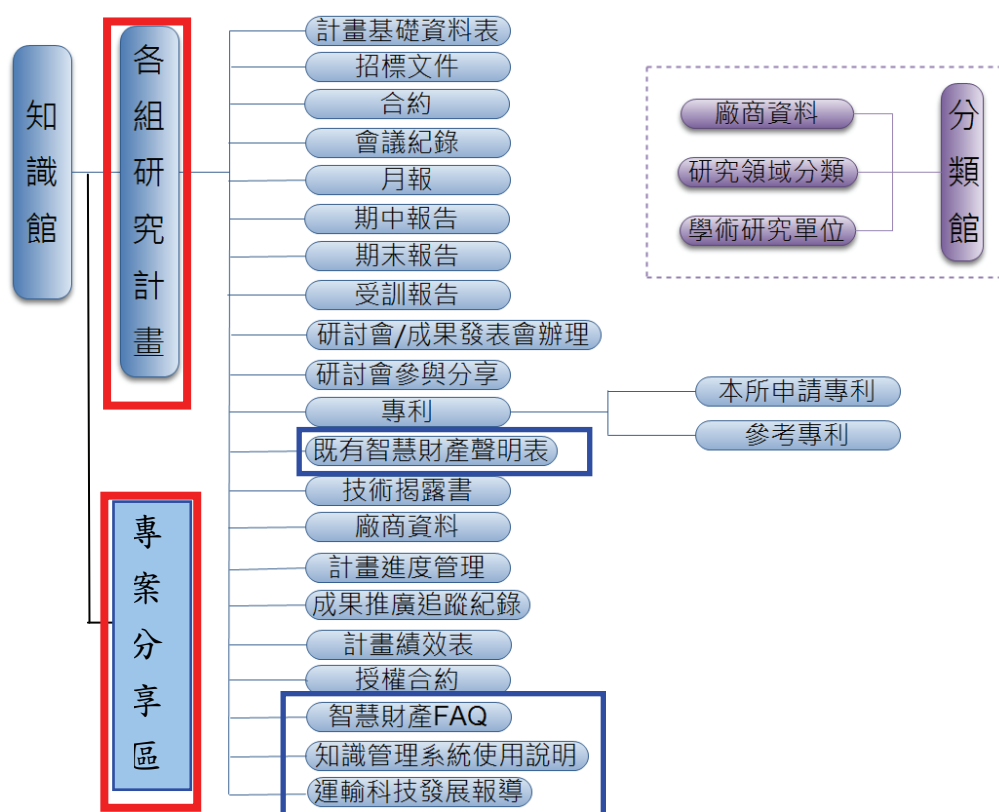 知識館
各組研究計畫
專案分享區
計畫基礎資料表
招標文件
合約
會議紀錄
月報
期中報告
期末報告
受訓報告
研討會/成果發表會辦理
研討會參與分享
專利
本所申請專利
參考專利
既有智慧財產聲明表
技術揭露書
廠商資料
計畫進度管理
成果推廣追蹤紀錄
計畫績效表
授權合約
智慧財產FAQ
知識管理系統使用說明
運輸科技發展報導
分類館
廠商資料
研究領域分類
學術研究單位